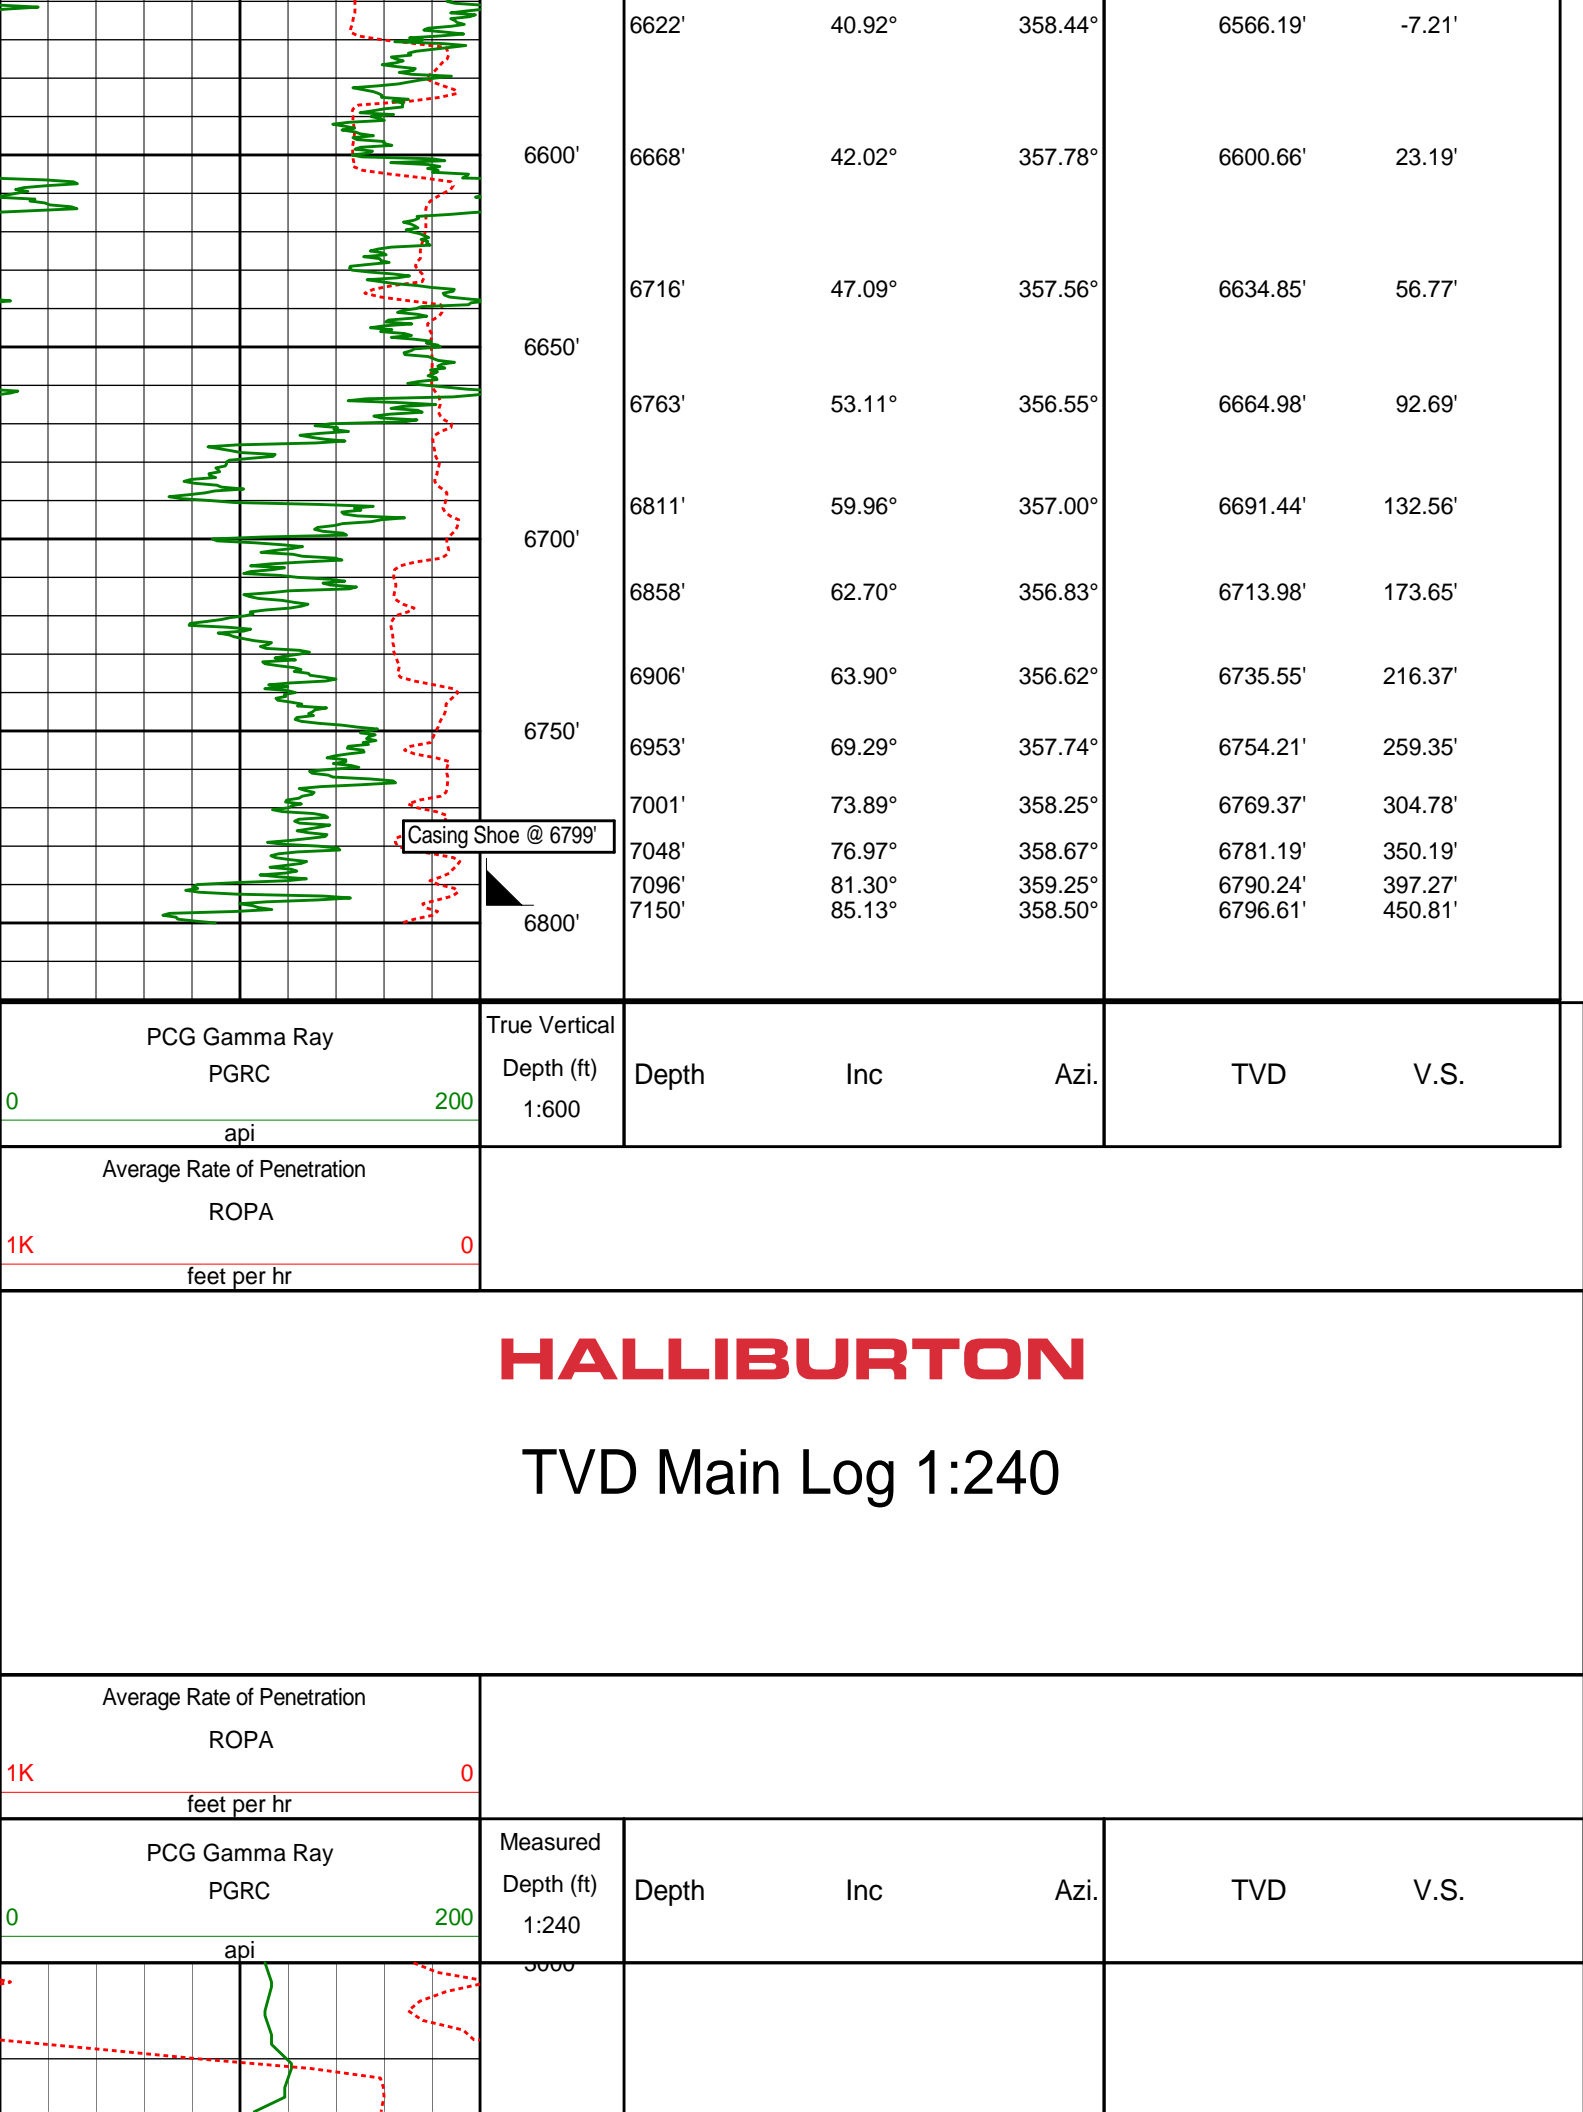 6622' 40.92° 358.44° 6566.19' -7.21'
6600' 6668' 42.02° 357.78° 6600.66' 23.19'
6716' 47.09° 357.56° 6634.85' 56.77'
6650'
6763' 53.11° 356.55° 6664.98' 92.69'
6811' 59.96° 357.00° 6691.44' 132.56'
6700'
6858' 62.70° 356.83° 6713.98' 173.65'
6906' 63.90° 356.62° 6735.55' 216.37'
6750'
6953' 69.29° 357.74° 6754.21' 259.35'
7001' 73.89° 358.25° 6769.37' 304.78'
Casing Shoe @ 6799'
7048' 76.97° 358.67° 6781.19' 350.19'
7096' 81.30° 359.25° 6790.24' 397.27'
7150' 85.13° 358.50° 6796.61' 450.81'
6800'
PCG Gamma Ray
PGRC
0 200
api
True Vertical
Depth (ft)
1:600
Depth Inc Azi. TVD V.S.
Average Rate of Penetration
ROPA
1K 0
feet per hr
HALLIBURTON
TVD Main Log 1:240
Average Rate of Penetration
ROPA
1K 0
feet per hr
PCG Gamma Ray
PGRC
0 200
api
Measured
Depth (ft)
1:240
Depth Inc Azi. TVD V.S.